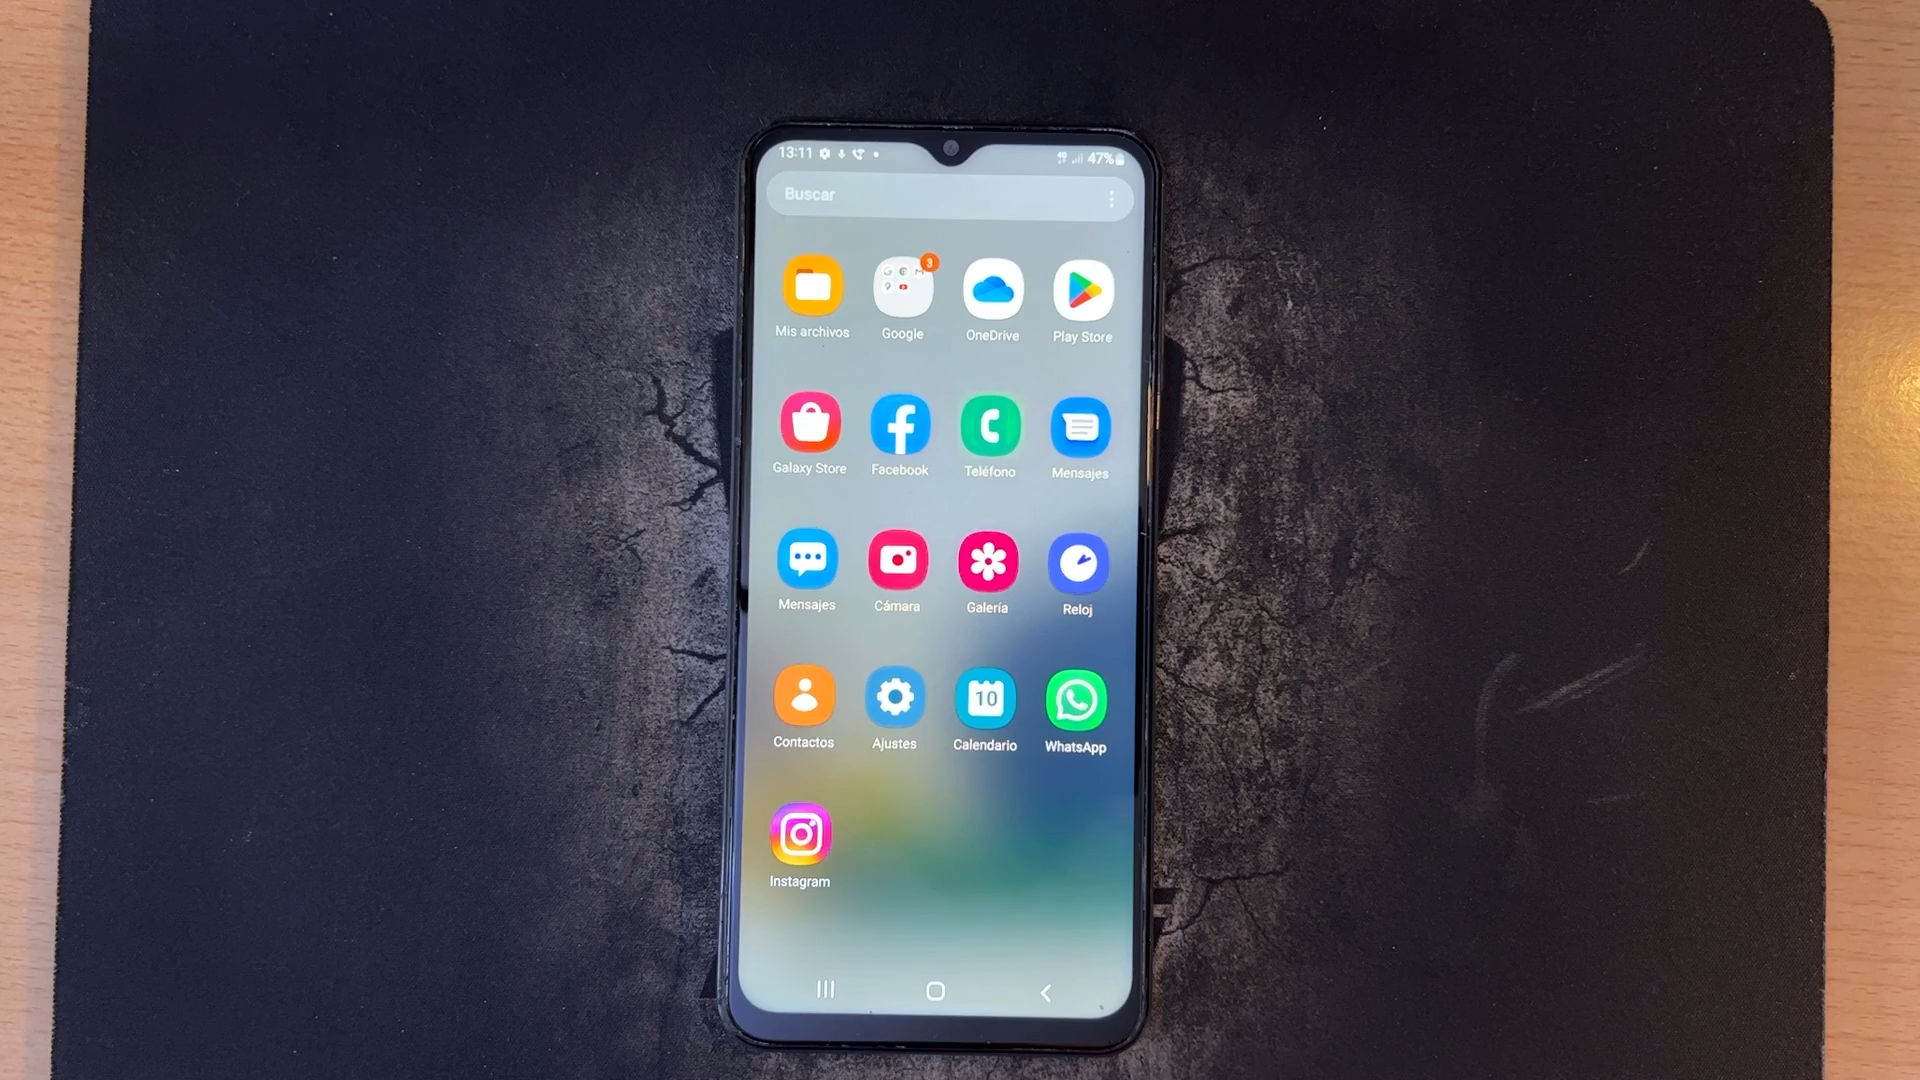 13:11 47%
Buscar
3
Mis archivos Google OneDrive Play Store
Galaxy Store Facebook Teléfono Mensajes
Mensajes Cámara Galería Reloj
10
Contactos Ajustes Calendario WhatsApp
Instagram